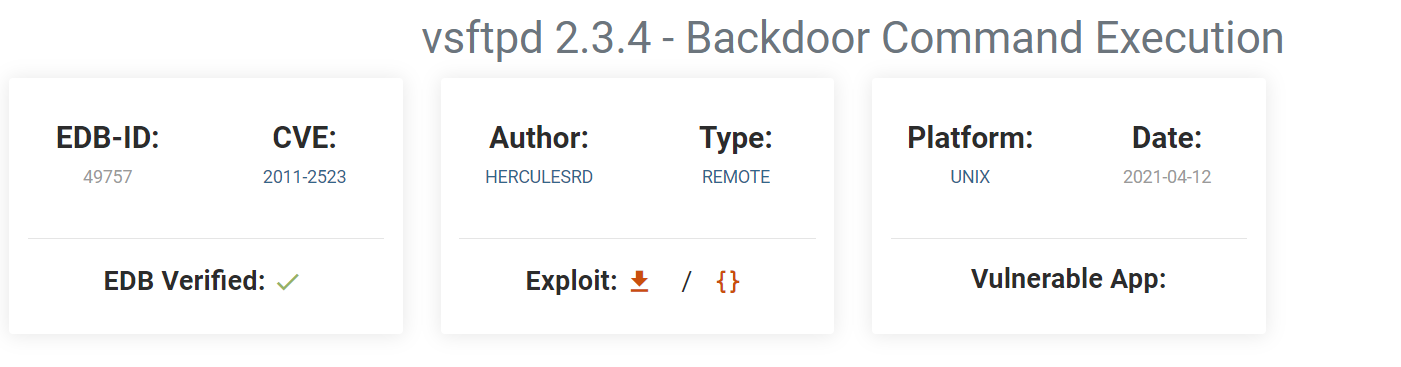 vsftpd 2.3.4 - Backdoor Command Execution
EDB-ID: CVE: Author: Type: Platform: Date:
49757 2011-2523 HERCULESRD REMOTE UNIX 2021-04-12
EDB Verified: Exploit: / {} Vulnerable App: